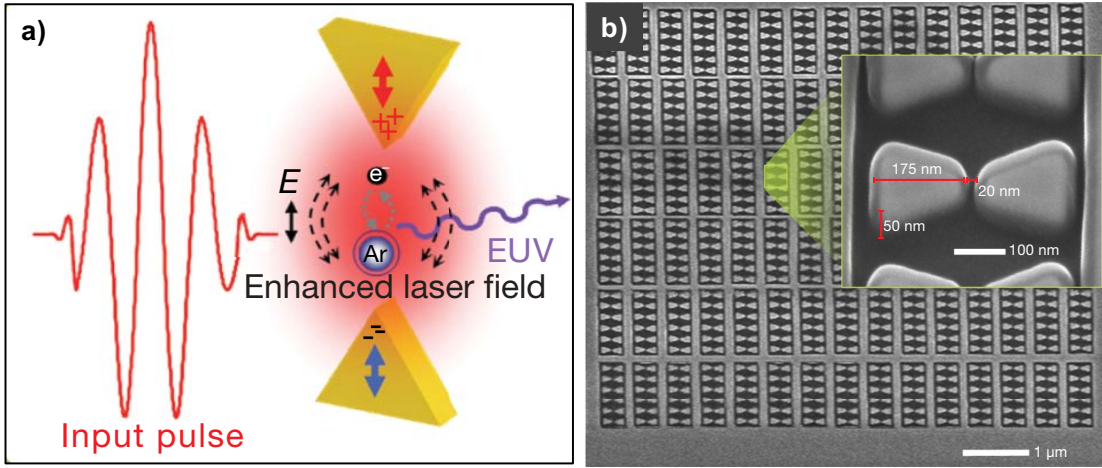 a)
+++
e-
E
Ar
EUV
Enhanced laser field
--
Input pulse
b)
175 nm
20 nm
50 nm
100 nm
1 µm